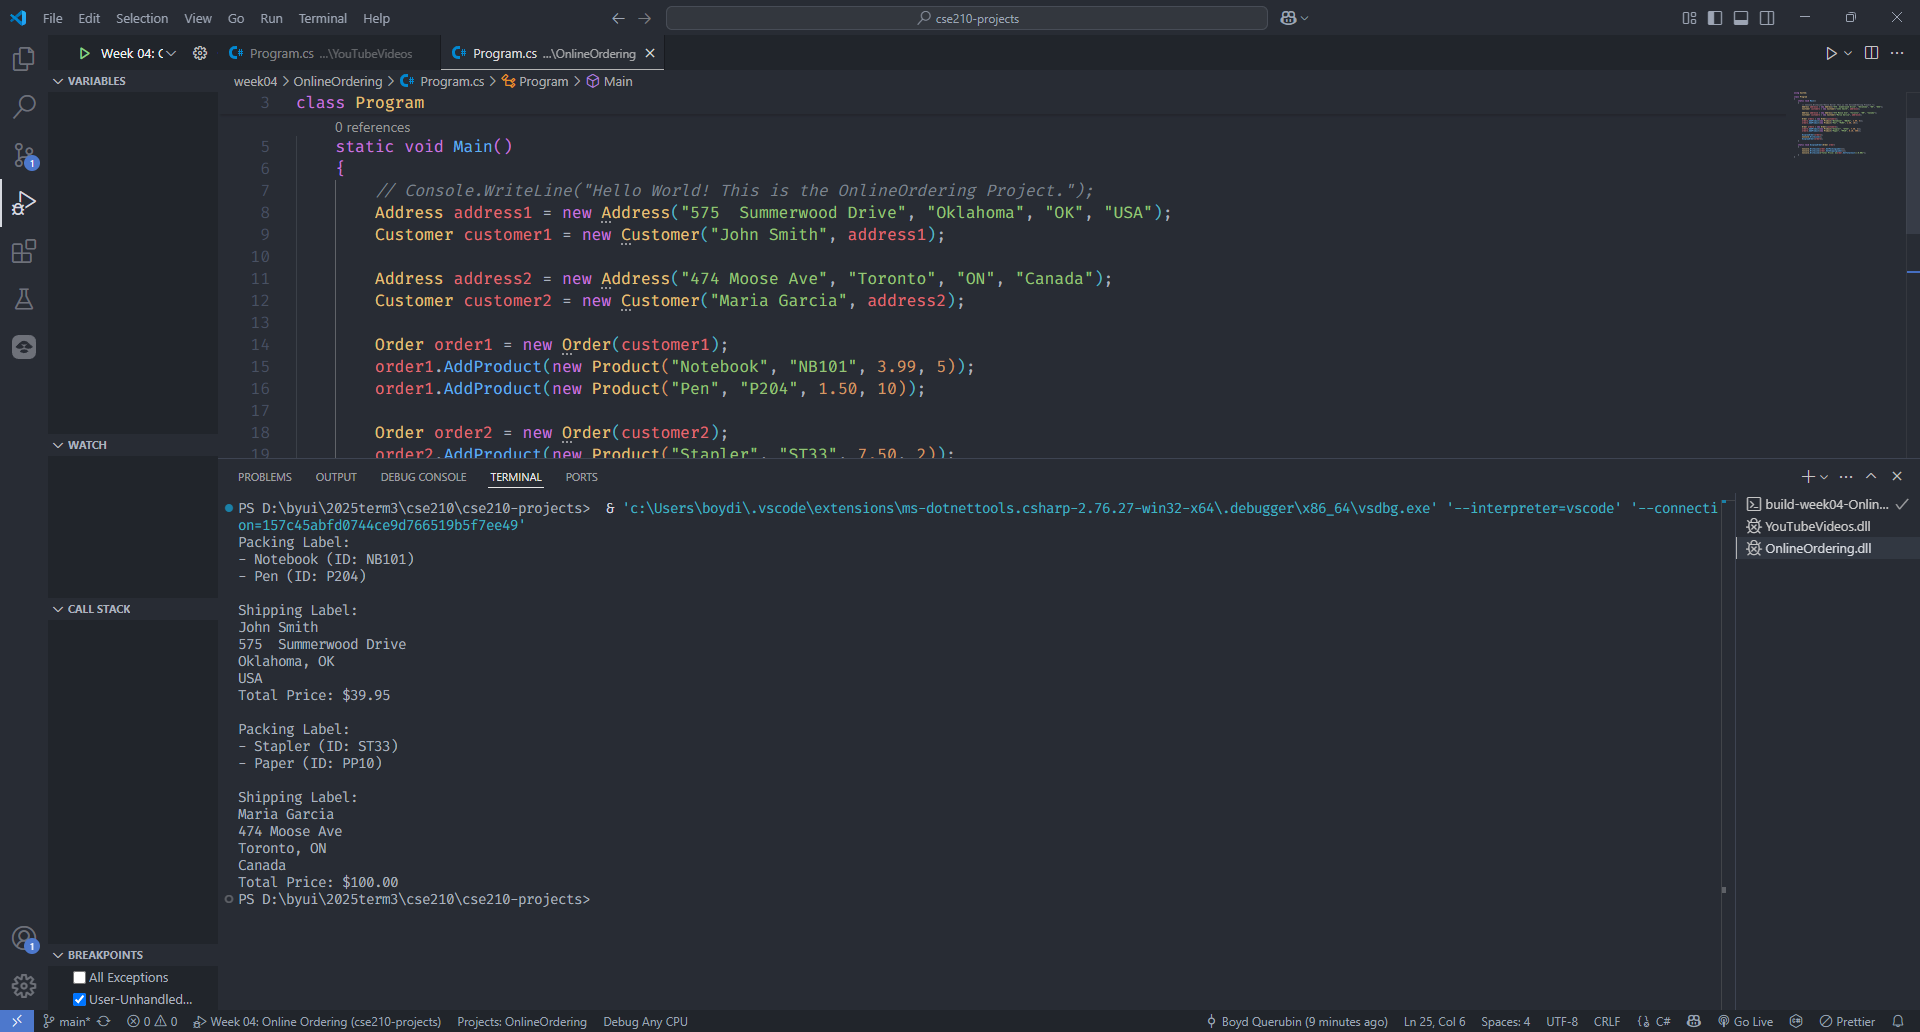 File Edit Selection View Go Run Terminal Help
cse210-projects
Week 04: C
Program.cs ...\YouTubeVideos
Program.cs ...\OnlineOrdering
VARIABLES
week04 > OnlineOrdering > Program.cs > Program > Main
3 class Program
0 references
5 static void Main()
6 {
7 // Console.WriteLine("Hello World! This is the OnlineOrdering Project.");
8 Address address1 = new Address("575  Summerwood Drive", "Oklahoma", "OK", "USA");
9 Customer customer1 = new Customer("John Smith", address1);
10
11 Address address2 = new Address("474 Moose Ave", "Toronto", "ON", "Canada");
12 Customer customer2 = new Customer("Maria Garcia", address2);
13
14 Order order1 = new Order(customer1);
15 order1.AddProduct(new Product("Notebook", "NB101", 3.99, 5));
16 order1.AddProduct(new Product("Pen", "P204", 1.50, 10));
17
18 Order order2 = new Order(customer2);
19 order2.AddProduct(new Product("Stapler", "ST33", 7.50, 2));
WATCH
CALL STACK
BREAKPOINTS
All Exceptions
User-Unhandled...
PROBLEMS OUTPUT DEBUG CONSOLE TERMINAL PORTS
PS D:\byui\2025term3\cse210\cse210-projects>  & 'c:\Users\boydi\.vscode\extensions\ms-dotnettools.csharp-2.76.27-win32-x64\.debugger\x86_64\vsdbg.exe' '--interpreter=vscode' '--connecti
on=157c45abfd0744ce9d766519b5f7ee49'
Packing Label:
- Notebook (ID: NB101)
- Pen (ID: P204)
Shipping Label:
John Smith
575  Summerwood Drive
Oklahoma, OK
USA
Total Price: $39.95
Packing Label:
- Stapler (ID: ST33)
- Paper (ID: PP10)
Shipping Label:
Maria Garcia
474 Moose Ave
Toronto, ON
Canada
Total Price: $100.00
PS D:\byui\2025term3\cse210\cse210-projects>
build-week04-Onlin...
YouTubeVideos.dll
OnlineOrdering.dll
1
1
main* 0 0 Week 04: Online Ordering (cse210-projects) Projects: OnlineOrdering Debug Any CPU Boyd Querubin (9 minutes ago) Ln 25, Col 6 Spaces: 4 UTF-8 CRLF {} C# Go Live Prettier